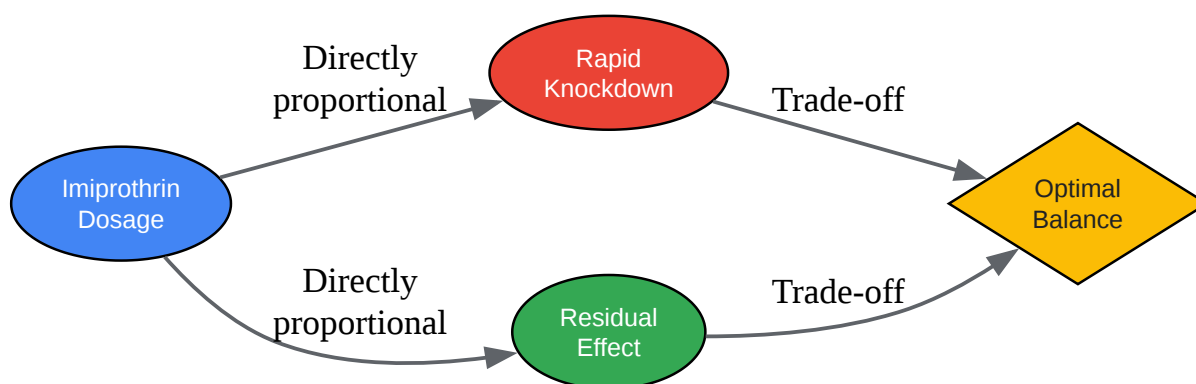 Directly
proportional
Rapid
Knockdown
Trade-off
Imiprothrin
Dosage
Optimal
Balance
Directly
proportional
Residual
Effect
Trade-off